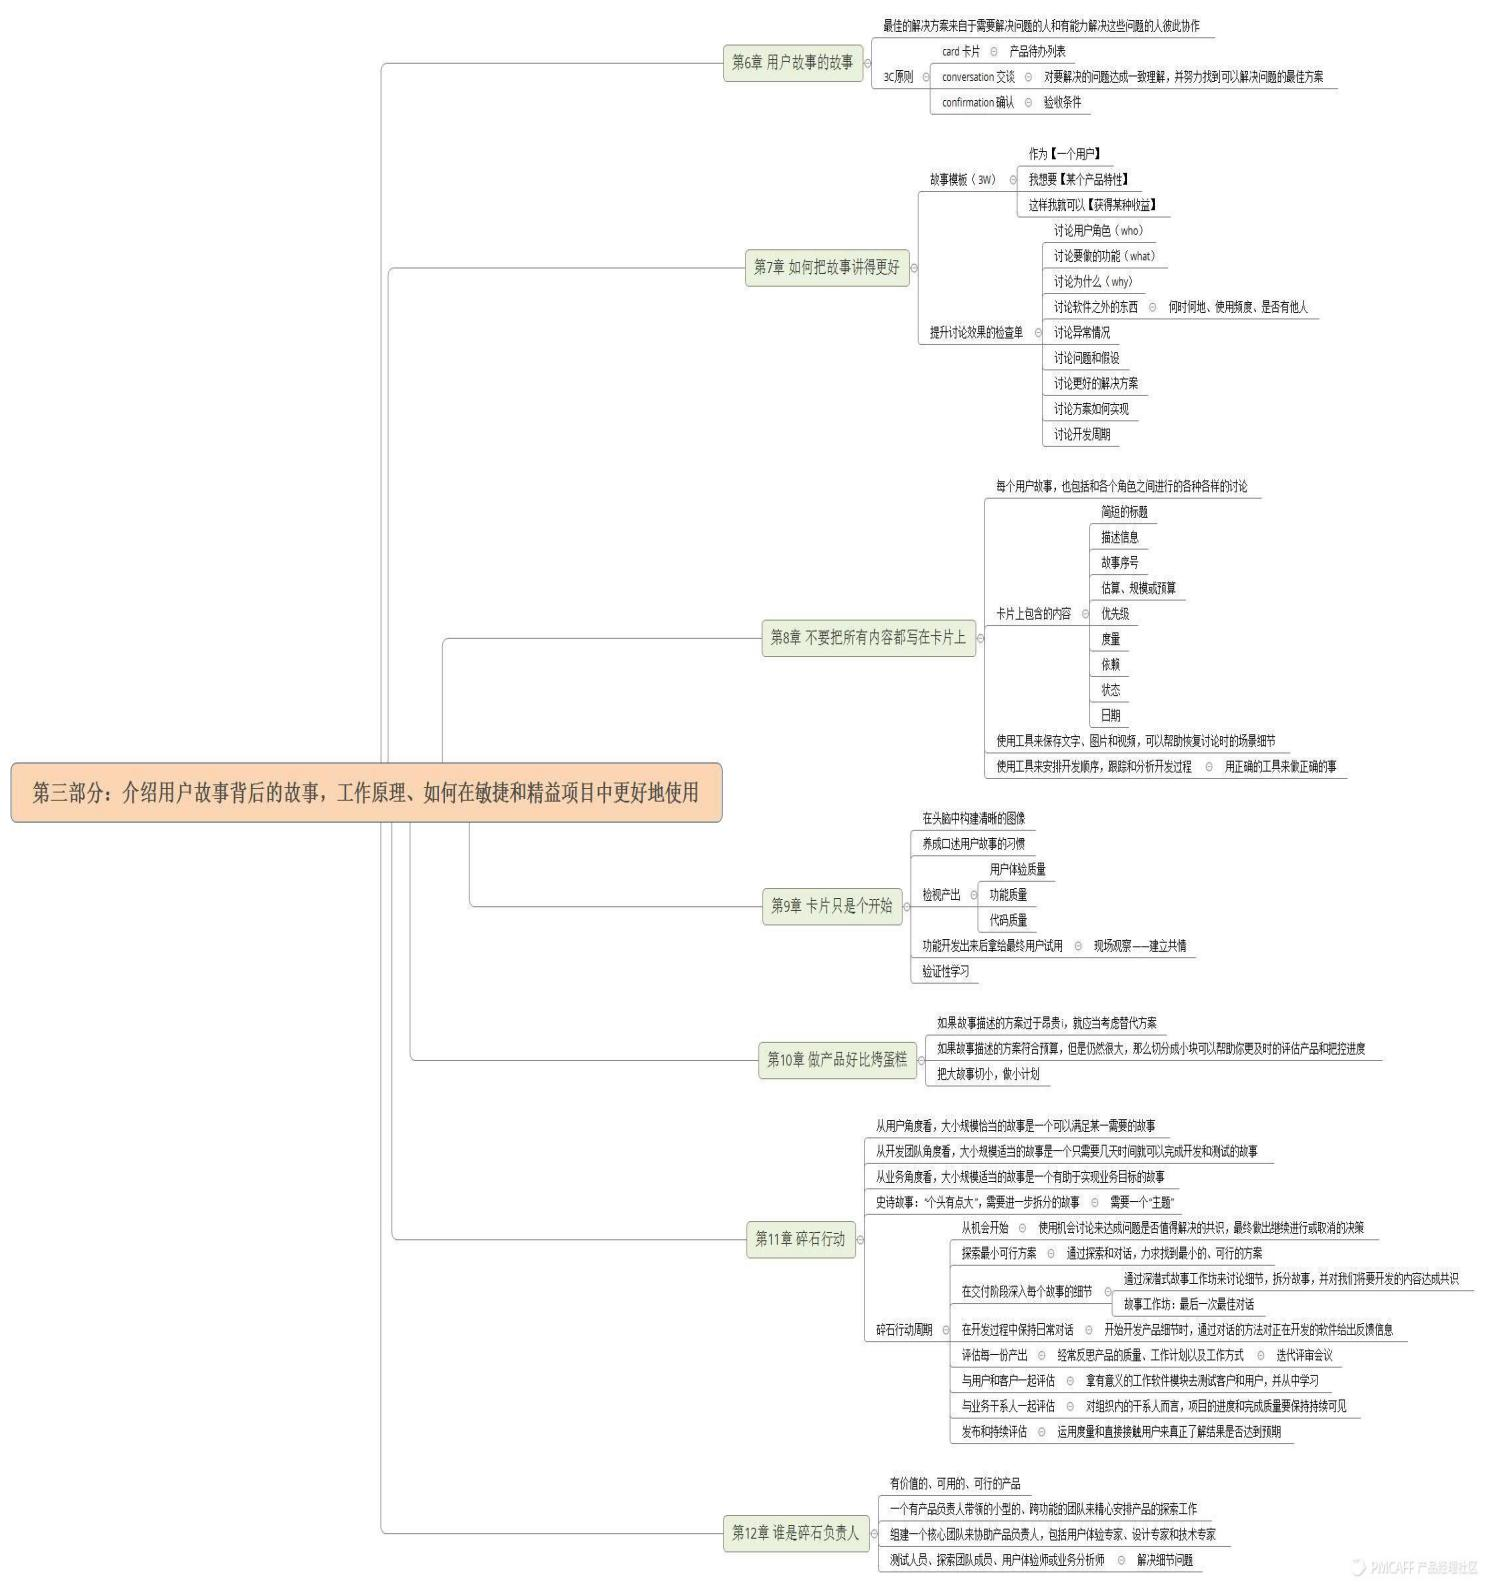 第三部分：介绍用户故事背后的故事，工作原理、如何在敏捷和精益项目中更好地使用
第6章 用户故事的故事
最佳的解决方案来自于需要解决问题的人和有能力解决这些问题的人彼此协作
3C原则
card 卡片
产品待办列表
conversation 交谈
对要解决的问题达成一致理解，并努力找到可以解决问题的最佳方案
confirmation 确认
验收条件
第7章 如何把故事讲得更好
故事模板（3W）
作为【一个用户】
我想要【某个产品特性】
这样我就可以【获得某种收益】
提升讨论效果的检查单
讨论用户角色（who）
讨论要做的功能（what）
讨论为什么（why）
讨论软件之外的东西
何时何地、使用频度、是否有他人
讨论异常情况
讨论问题和假设
讨论更好的解决方案
讨论方案如何实现
讨论开发周期
第8章 不要把所有内容都写在卡片上
每个用户故事，也包括和各个角色之间进行的各种各样的讨论
卡片上包含的内容
简短的标题
描述信息
故事序号
估算、规模或预算
优先级
度量
依赖
状态
日期
使用工具来保存文字、图片和视频，可以帮助恢复讨论时的场景细节
使用工具来安排开发顺序，跟踪和分析开发过程
用正确的工具来做正确的事
第9章 卡片只是个开始
在头脑中构建清晰的图像
养成口述用户故事的习惯
检视产出
用户体验质量
功能质量
代码质量
功能开发出来后拿给最终用户试用
现场观察——建立共情
验证性学习
第10章 做产品好比烤蛋糕
如果故事描述的方案过于昂贵i，就应当考虑替代方案
如果故事描述的方案符合预算，但是仍然很大，那么切分成小块可以帮助你更及时的评估产品和把控进度
把大故事切小，做小计划
第11章 碎石行动
从用户角度看，大小规模恰当的故事是一个可以满足某一需要的故事
从开发团队角度看，大小规模适当的故事是一个只需要几天时间就可以完成开发和测试的故事
从业务角度看，大小规模适当的故事是一个有助于实现业务目标的故事
史诗故事：“个头有点大”，需要进一步拆分的故事
需要一个“主题”
碎石行动周期
从机会开始
使用机会讨论来达成问题是否值得解决的共识，最终做出继续进行或取消的决策
探索最小可行方案
通过探索和对话，力求找到最小的、可行的方案
在交付阶段深入每个故事的细节
通过深潜式故事工作坊来讨论细节，拆分故事，并对我们将要开发的内容达成共识
故事工作坊：最后一次最佳对话
在开发过程中保持日常对话
开始开发产品细节时，通过对话的方法对正在开发的软件给出反馈信息
评估每一份产出
经常反思产品的质量、工作计划以及工作方式
迭代评审会议
与用户和客户一起评估
拿有意义的工作软件模块去测试客户和用户，并从中学习
与业务干系人一起评估
对组织内的干系人而言，项目的进度和完成质量要保持持续可见
发布和持续评估
运用度量和直接接触用户来真正了解结果是否达到预期
第12章 谁是碎石负责人
有价值的、可用的、可行的产品
一个有产品负责人带领的小型的、跨功能的团队来精心安排产品的探索工作
组建一个核心团队来协助产品负责人，包括用户体验专家、设计专家和技术专家
测试人员、探索团队成员、用户体验师或业务分析师
解决细节问题
PMCAFF 产品经理社区